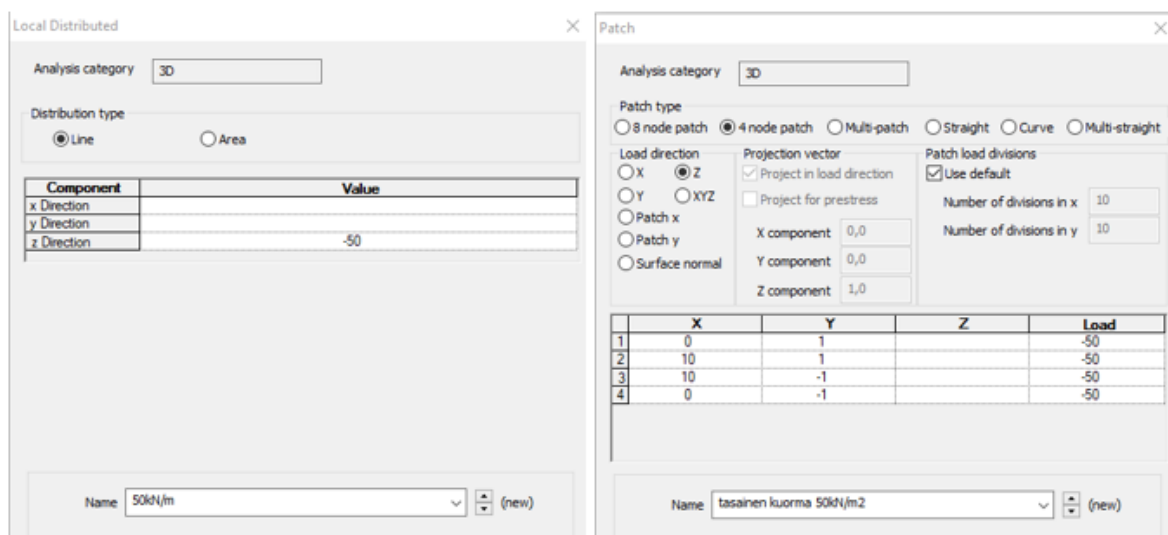 Local Distributed
Analysis category 3D
Distribution type
Line Area
Component Value
x Direction
y Direction
z Direction -50
Name 50kN/m (new)
Patch
Analysis category 3D
Patch type
8 node patch 4 node patch Multi-patch Straight Curve Multi-straight
Load direction Projection vector Patch load divisions
X Z Project in load direction Use default
Y XYZ Project for prestress Number of divisions in x 10
Patch x X component 0,0 Number of divisions in y 10
Patch y Y component 0,0
Surface normal Z component 1,0
X Y Z Load
1 0 1 -50
2 10 1 -50
3 10 -1 -50
4 0 -1 -50
Name tasainen kuorma 50kN/m2 (new)